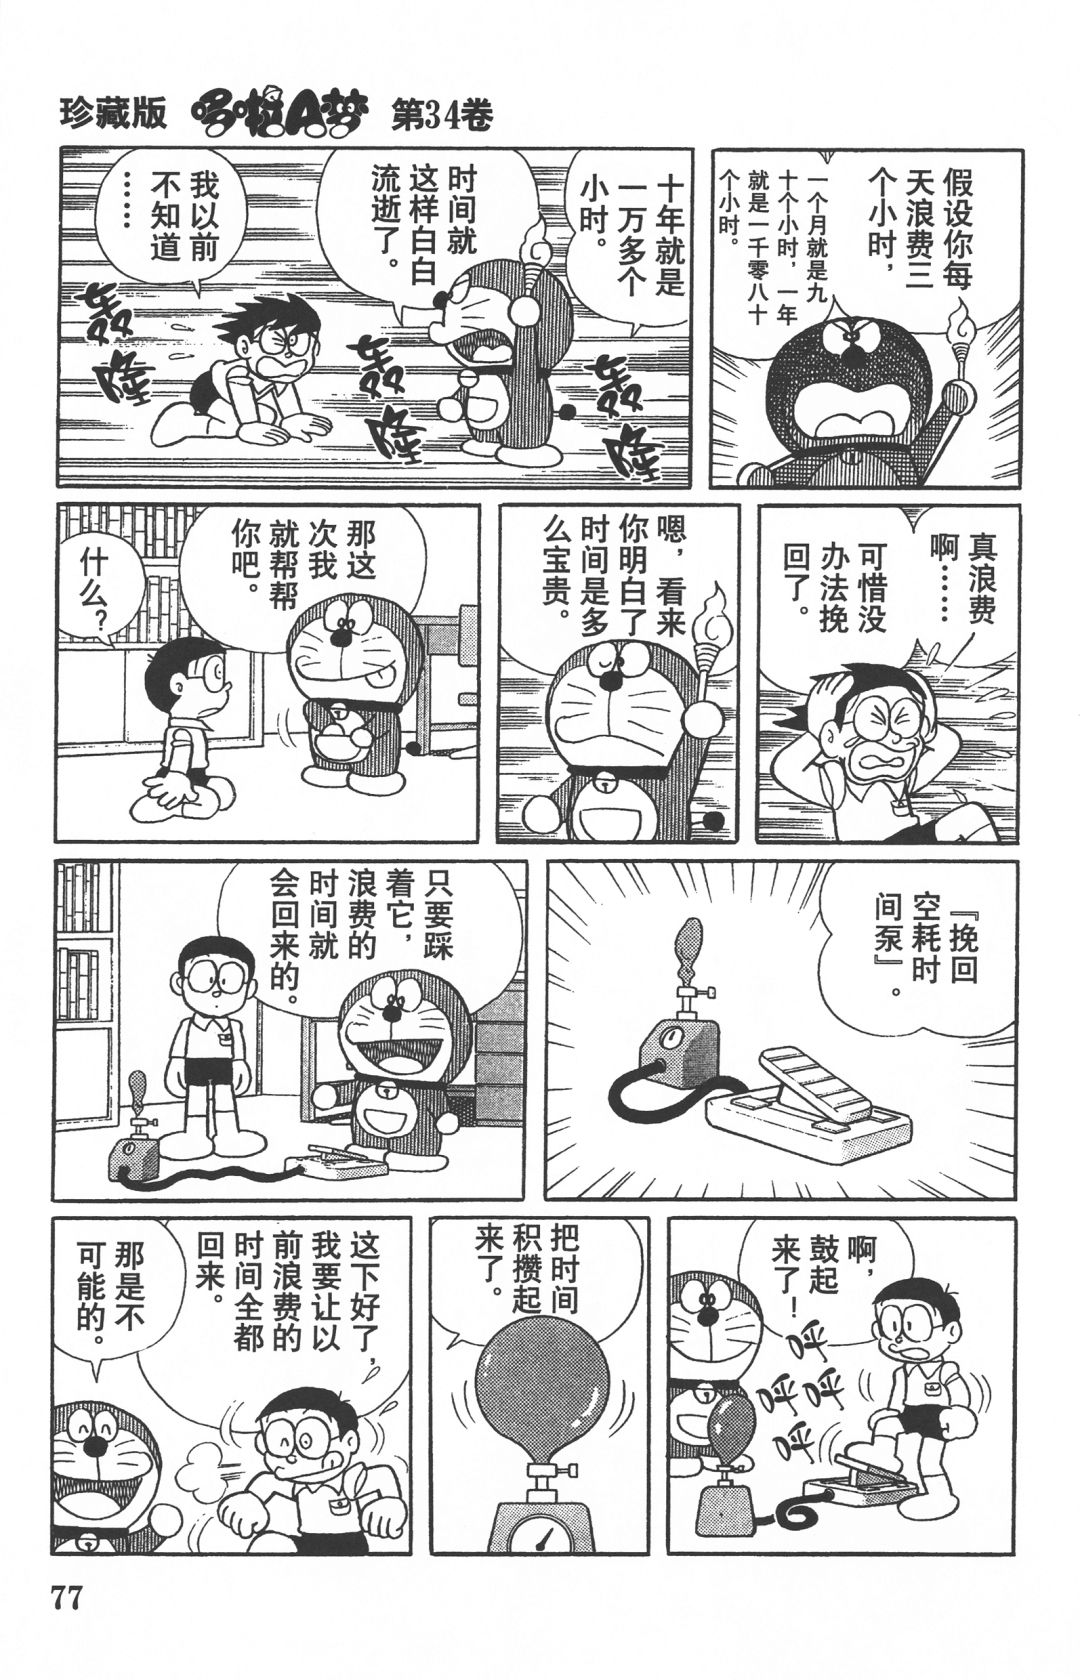 珍藏版 哆啦A梦 第34卷
假设你每
天浪费三
个小时，
一个月就是九
十个小时，一年
就是一千零八十
个小时。
十年就是
一万多个
小时。
时间就
这样白白
流逝了。
我以前
不知道
……
轰隆
轰隆
轰隆
真浪费
啊……
可惜没
办法挽
回了。
嗯，看来
你明白了
时间是多
么宝贵。
那这
次我
就帮帮
你吧。
什么？
『挽回
空耗时
间泵』。
只要踩
着它，
浪费的
时间就
会回来的。
啊，
鼓起
来了！
呼
呼
呼
呼
把时间
积攒起
来了。
这下好了，
我要让以
前浪费的
时间全都
回来。
那是不
可能的。
77